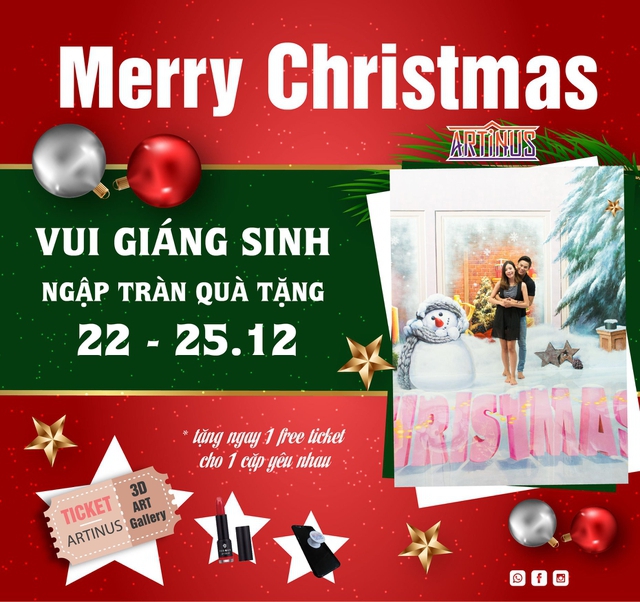 Merry Christmas
ARTINUS
VUI GIÁNG SINH
NGẬP TRÀN QUÀ TẶNG
22 - 25.12
CHRISTMAS
* tặng ngay 1 free ticket
cho 1 cặp yêu nhau
TICKET
ARTINUS
3D
ART
Gallery